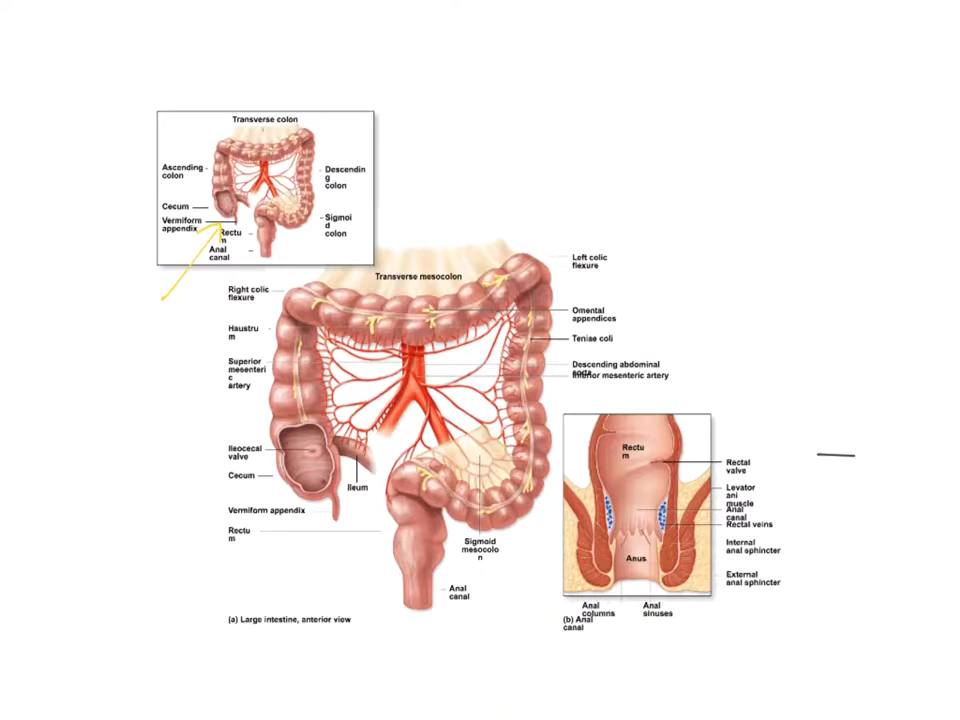 Transverse colon
Ascending
colon
Descendin
g
colon
Cecum
Vermiform
appendix
Sigmoi
d
colon
Rectu
m
Anal
canal
Transverse mesocolon
Left colic
flexure
Right colic
flexure
Omental
appendices
Haustru
m
Teniae coli
Superior
mesenteri
c
artery
Descending abdominal
aorta
Inferior mesenteric artery
Ileocecal
valve
Cecum
Ileum
Vermiform appendix
Rectu
m
Sigmoid
mesocolo
n
Anal
canal
(a) Large intestine, anterior view
Rectu
m
Rectal
valve
Levator
ani
muscle
Anal
canal
Rectal veins
Internal
anal sphincter
Anus
External
anal sphincter
Anal
columns
Anal
sinuses
(b) Anal
canal